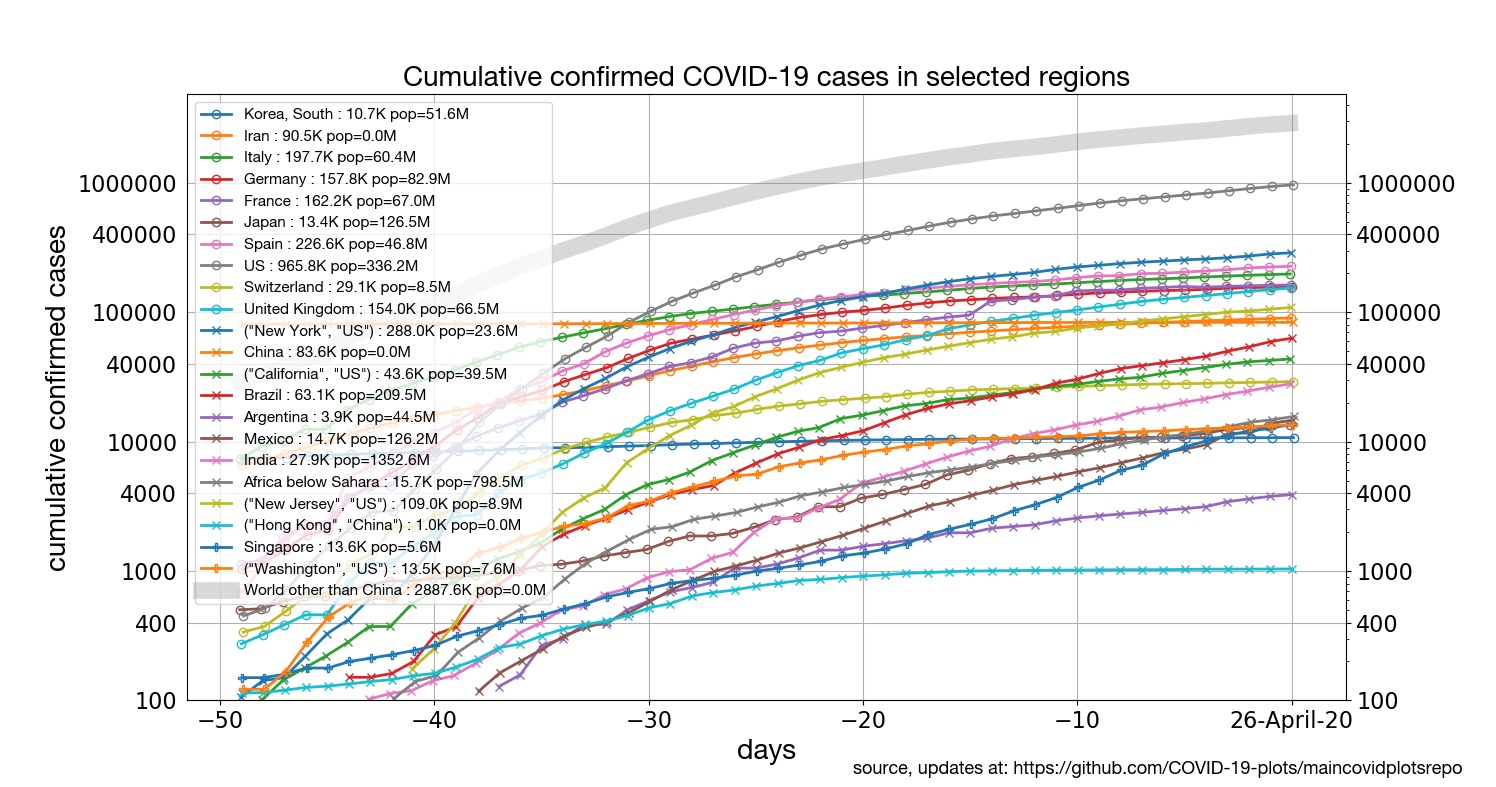 Cumulative confirmed COVID-19 cases in selected regions
Korea, South : 10.7K pop=51.6M
Iran : 90.5K pop=0.0M
Italy : 197.7K pop=60.4M
Germany : 157.8K pop=82.9M
France : 162.2K pop=67.0M
Japan : 13.4K pop=126.5M
Spain : 226.6K pop=46.8M
US : 965.8K pop=336.2M
Switzerland : 29.1K pop=8.5M
United Kingdom : 154.0K pop=66.5M
("New York", "US") : 288.0K pop=23.6M
China : 83.6K pop=0.0M
("California", "US") : 43.6K pop=39.5M
Brazil : 63.1K pop=209.5M
Argentina : 3.9K pop=44.5M
Mexico : 14.7K pop=126.2M
India : 27.9K pop=1352.6M
Africa below Sahara : 15.7K pop=798.5M
("New Jersey", "US") : 109.0K pop=8.9M
("Hong Kong", "China") : 1.0K pop=0.0M
Singapore : 13.6K pop=5.6M
("Washington", "US") : 13.5K pop=7.6M
World other than China : 2887.6K pop=0.0M
cumulative confirmed cases
1000000
400000
100000
40000
10000
4000
1000
400
100
1000000
400000
100000
40000
10000
4000
1000
400
100
−50 −40 −30 −20 −10 26-April-20
days
source, updates at: https://github.com/COVID-19-plots/maincovidplotsrepo